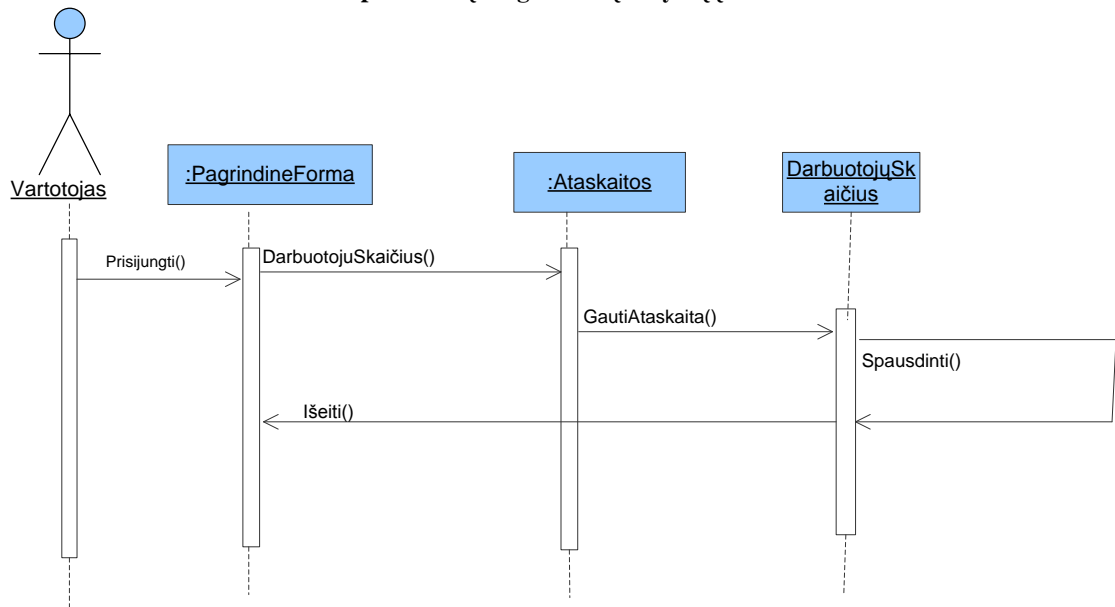 Vartotojas
:PagrindineForma
:Ataskaitos
DarbuotojųSk
aičius
Prisijungti()
DarbuotojuSkaičius()
GautiAtaskaita()
Spausdinti()
Išeiti()